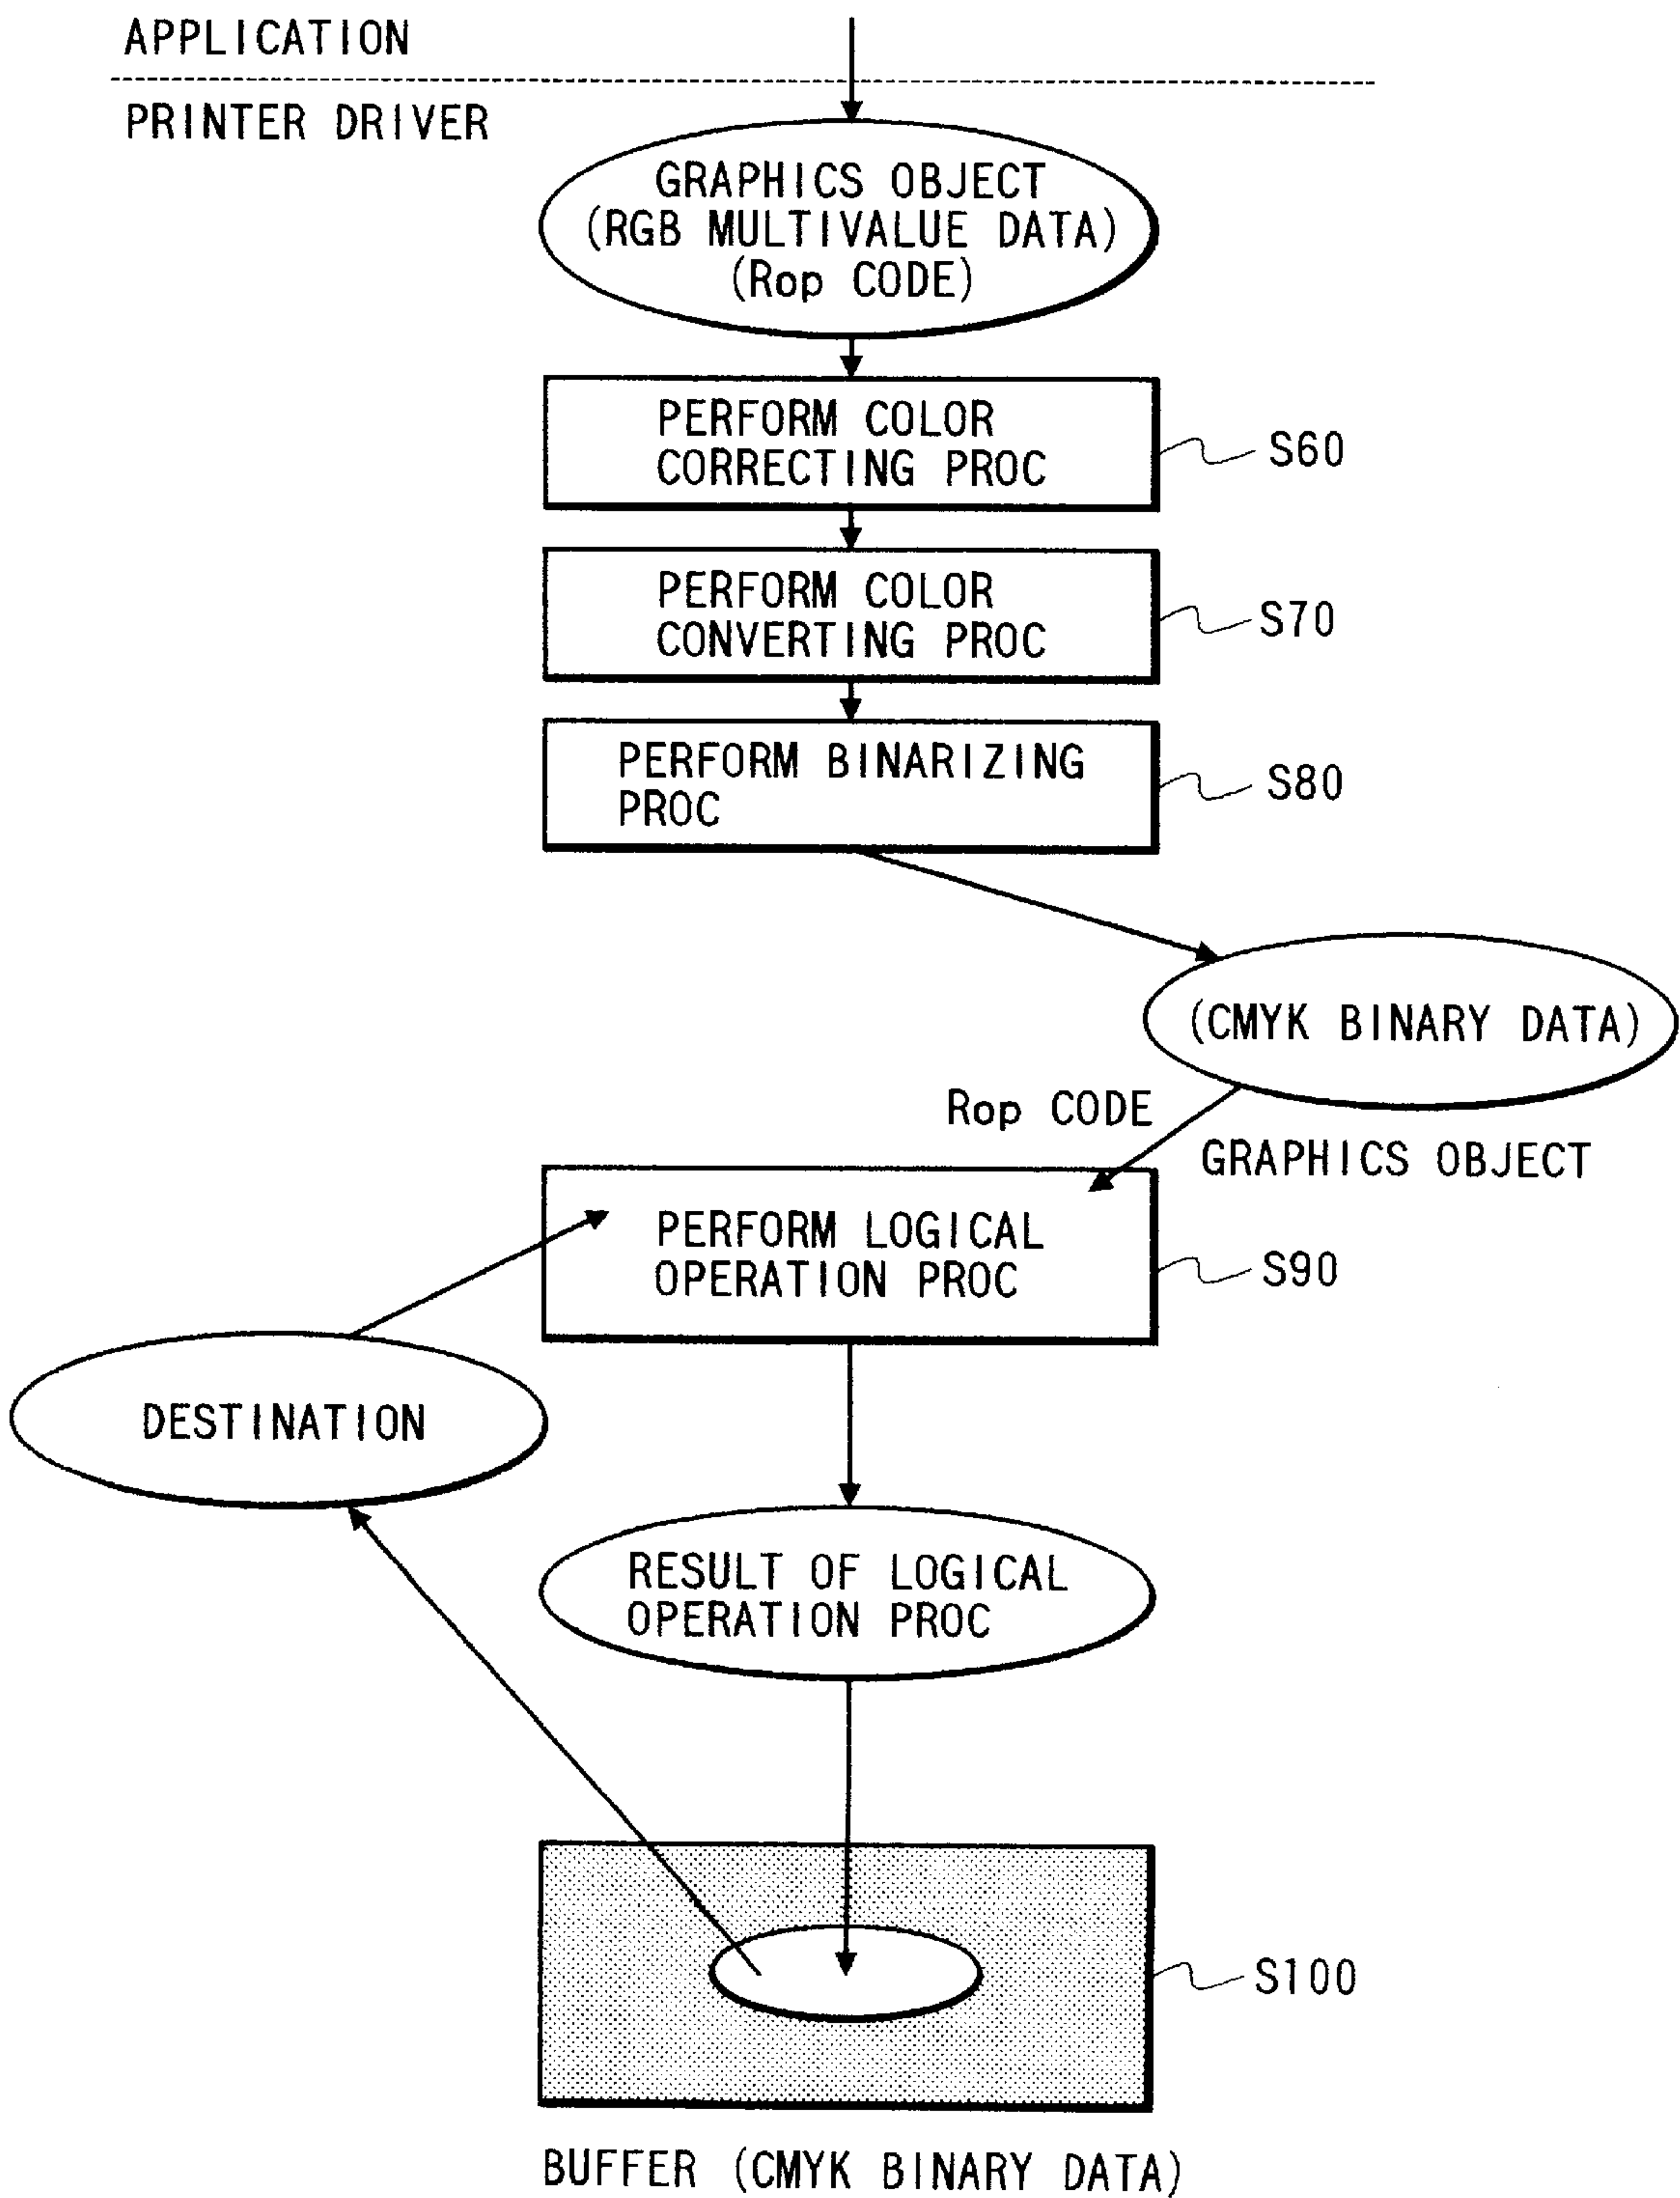 APPLICATION
PRINTER DRIVER
GRAPHICS OBJECT
(RGB MULTIVALUE DATA)
(Rop CODE)
PERFORM COLOR
CORRECTING PROC
S60
PERFORM COLOR
CONVERTING PROC
S70
PERFORM BINARIZING
PROC
S80
(CMYK BINARY DATA)
Rop CODE
GRAPHICS OBJECT
PERFORM LOGICAL
OPERATION PROC
S90
DESTINATION
RESULT OF LOGICAL
OPERATION PROC
S100
BUFFER (CMYK BINARY DATA)